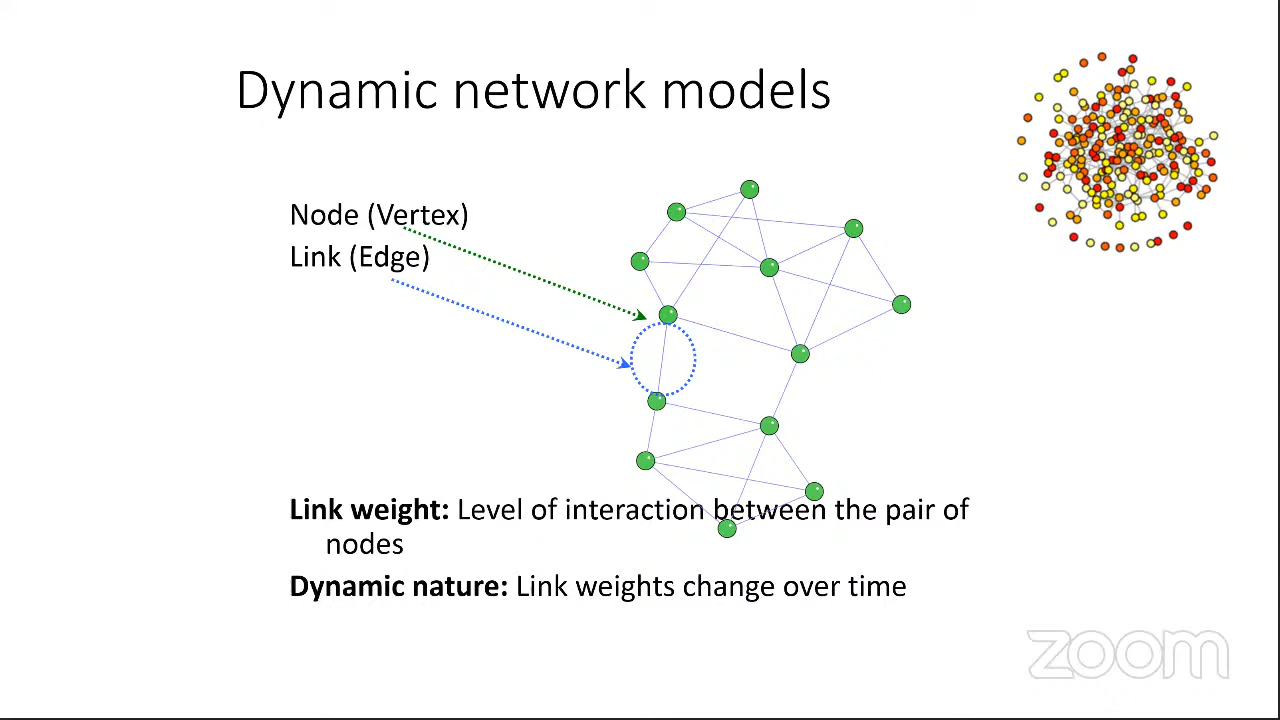 Dynamic network models
Node (Vertex)
Link (Edge)
Link weight: Level of interaction between the pair of
nodes
Dynamic nature: Link weights change over time
zoom